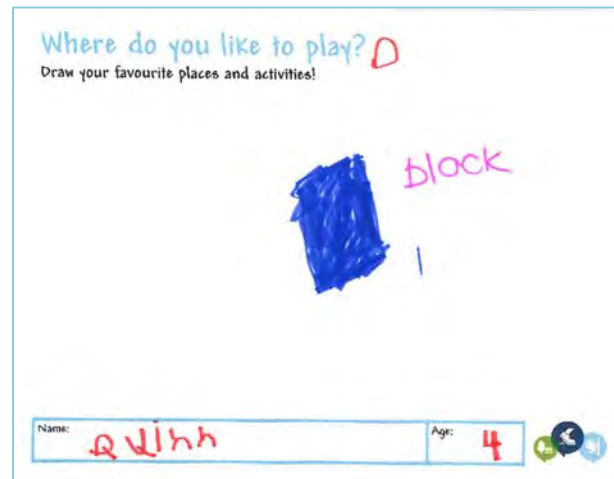 Where do you like to play?
Draw your favourite places and activities!
block
Name: Quinn
Age: 4